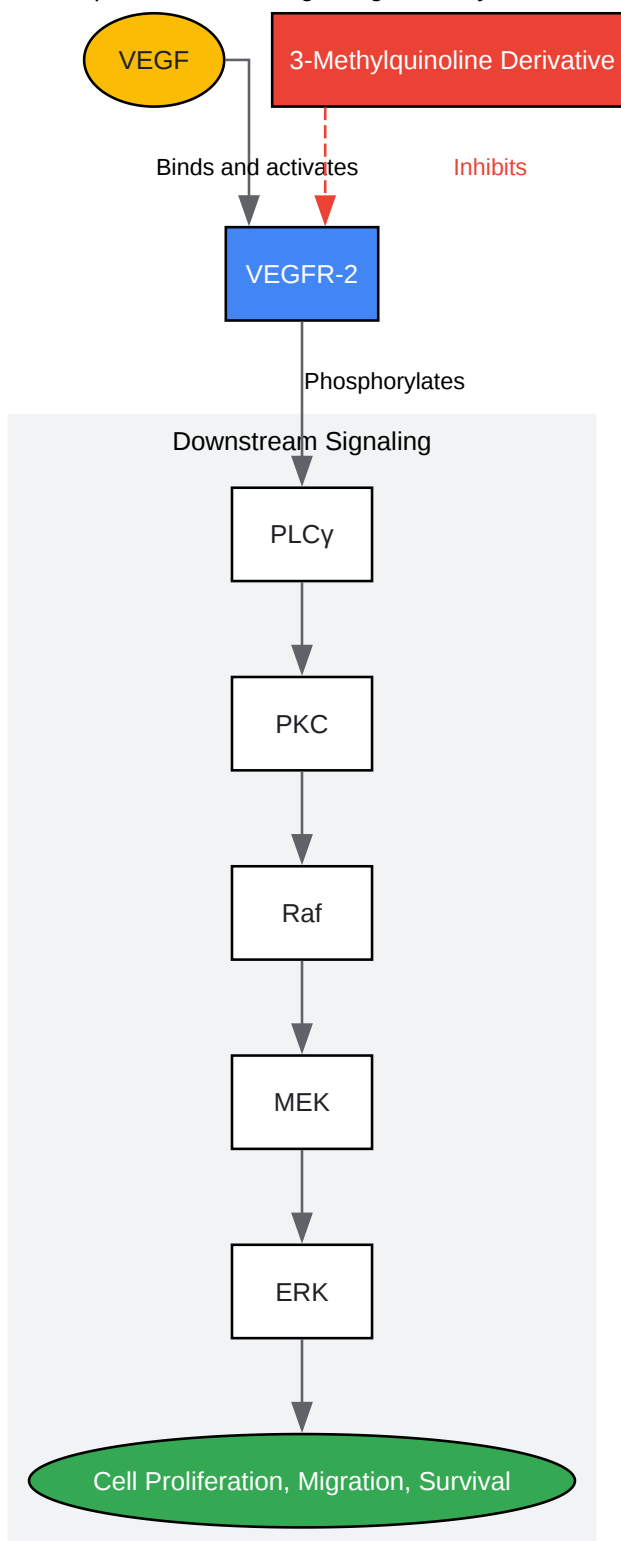 VEGF
3-Methylquinoline Derivative
Binds and activates
Inhibits
VEGFR-2
Phosphorylates
Downstream Signaling
PLCγ
PKC
Raf
MEK
ERK
Cell Proliferation, Migration, Survival